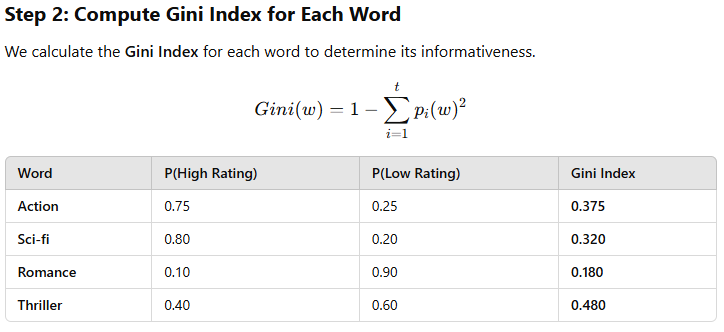 Step 2: Compute Gini Index for Each Word
We calculate the Gini Index for each word to determine its informativeness.
Gini(w) = 1 − ∑_{i=1}^{t} p_i(w)^2
Word P(High Rating) P(Low Rating) Gini Index
Action 0.75 0.25 0.375
Sci-fi 0.80 0.20 0.320
Romance 0.10 0.90 0.180
Thriller 0.40 0.60 0.480